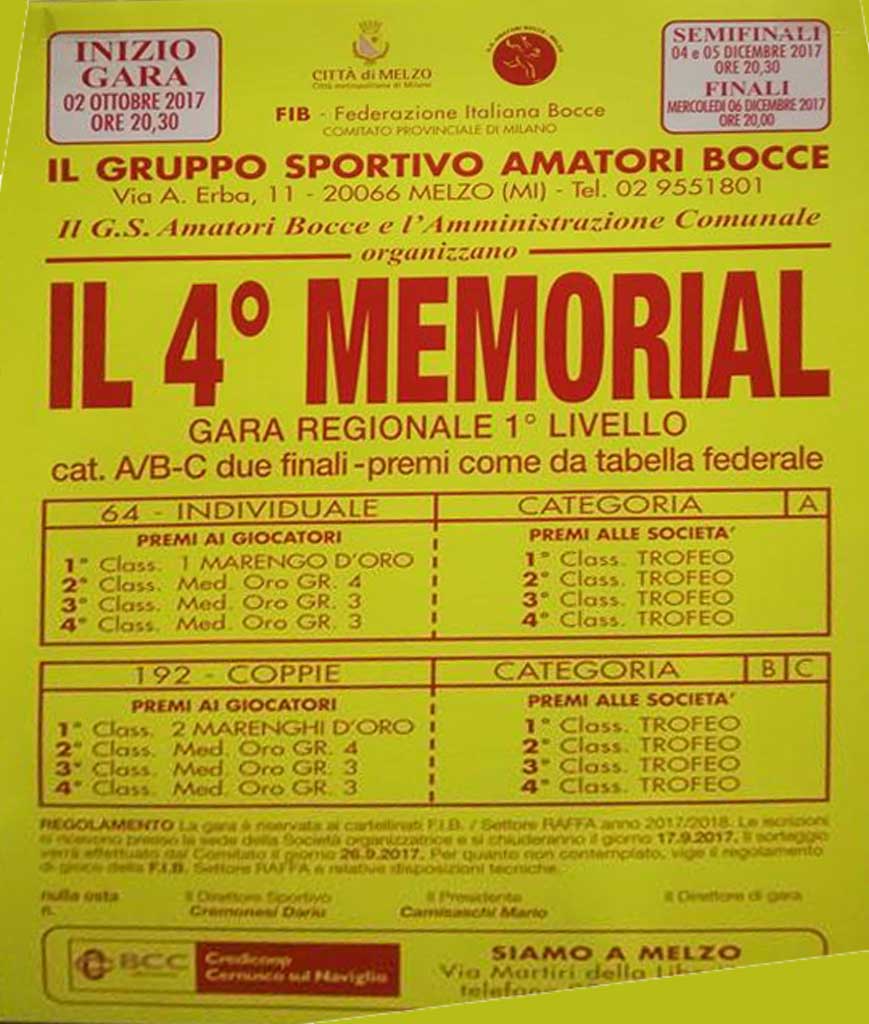 INIZIO
GARA
02 OTTOBRE 2017
ORE 20,30
CITTÀ di MELZO
Città metropolitana di Milano
SEMIFINALI
04 e 05 DICEMBRE 2017
ORE 20,30
FINALI
MERCOLEDI 06 DICEMBRE 2017
ORE 20,00
FIB - Federazione Italiana Bocce
COMITATO PROVINCIALE DI MILANO
IL GRUPPO SPORTIVO AMATORI BOCCE
Via A. Erba, 11 - 20066 MELZO (MI) - Tel. 02 9551801
Il G.S. Amatori Bocce e l'Amministrazione Comunale
organizzano
IL 4° MEMORIAL
GARA REGIONALE 1° LIVELLO
cat. A/B-C due finali-premi come da tabella federale
64 - INDIVIDUALE CATEGORIA A
PREMI AI GIOCATORI
1° Class. 1 MARENGO D'ORO
2° Class. Med. Oro GR. 4
3° Class. Med. Oro GR. 3
4° Class. Med. Oro GR. 3
PREMI ALLE SOCIETA'
1° Class. TROFEO
2° Class. TROFEO
3° Class. TROFEO
4° Class. TROFEO
192 - COPPIE CATEGORIA B C
PREMI AI GIOCATORI
1° Class. 2 MARENGHI D'ORO
2° Class. Med. Oro GR. 4
3° Class. Med. Oro GR. 3
4° Class. Med. Oro GR. 3
PREMI ALLE SOCIETA'
1° Class. TROFEO
2° Class. TROFEO
3° Class. TROFEO
4° Class. TROFEO
REGOLAMENTO La gara è riservata ai cartellinati F.I.B. / Settore RAFFA anno 2017/2018. Le iscrizioni
si ricevono presso la sede della Società organizzatrice e si chiuderanno il giorno 17.9.2017. Il sorteggio
verrà effettuato dal Comitato il giorno 26.9.2017. Per quanto non contemplato, vige il regolamento
di gioco della F.I.B. Settore RAFFA e relative disposizioni tecniche.
nulla osta
n.
Il Direttore Sportivo
Cremonesi Dario
Il Presidente
Camisaschi Mario
Il Direttore di gara
BCC Credicoop
Cernusco sul Naviglio
SIAMO A MELZO
Via Martiri della
telefono